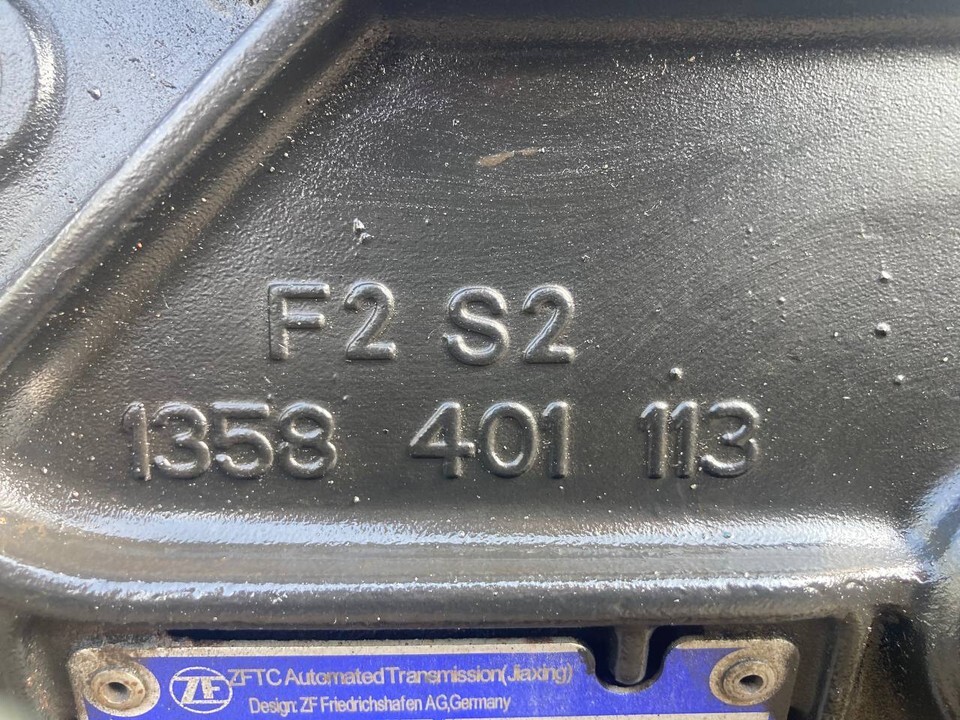 F2 S2
1358 401 113
ZF ZFTC Automated Transmission(Jiaxing)
Design: ZF Friedrichshafen AG,Germany